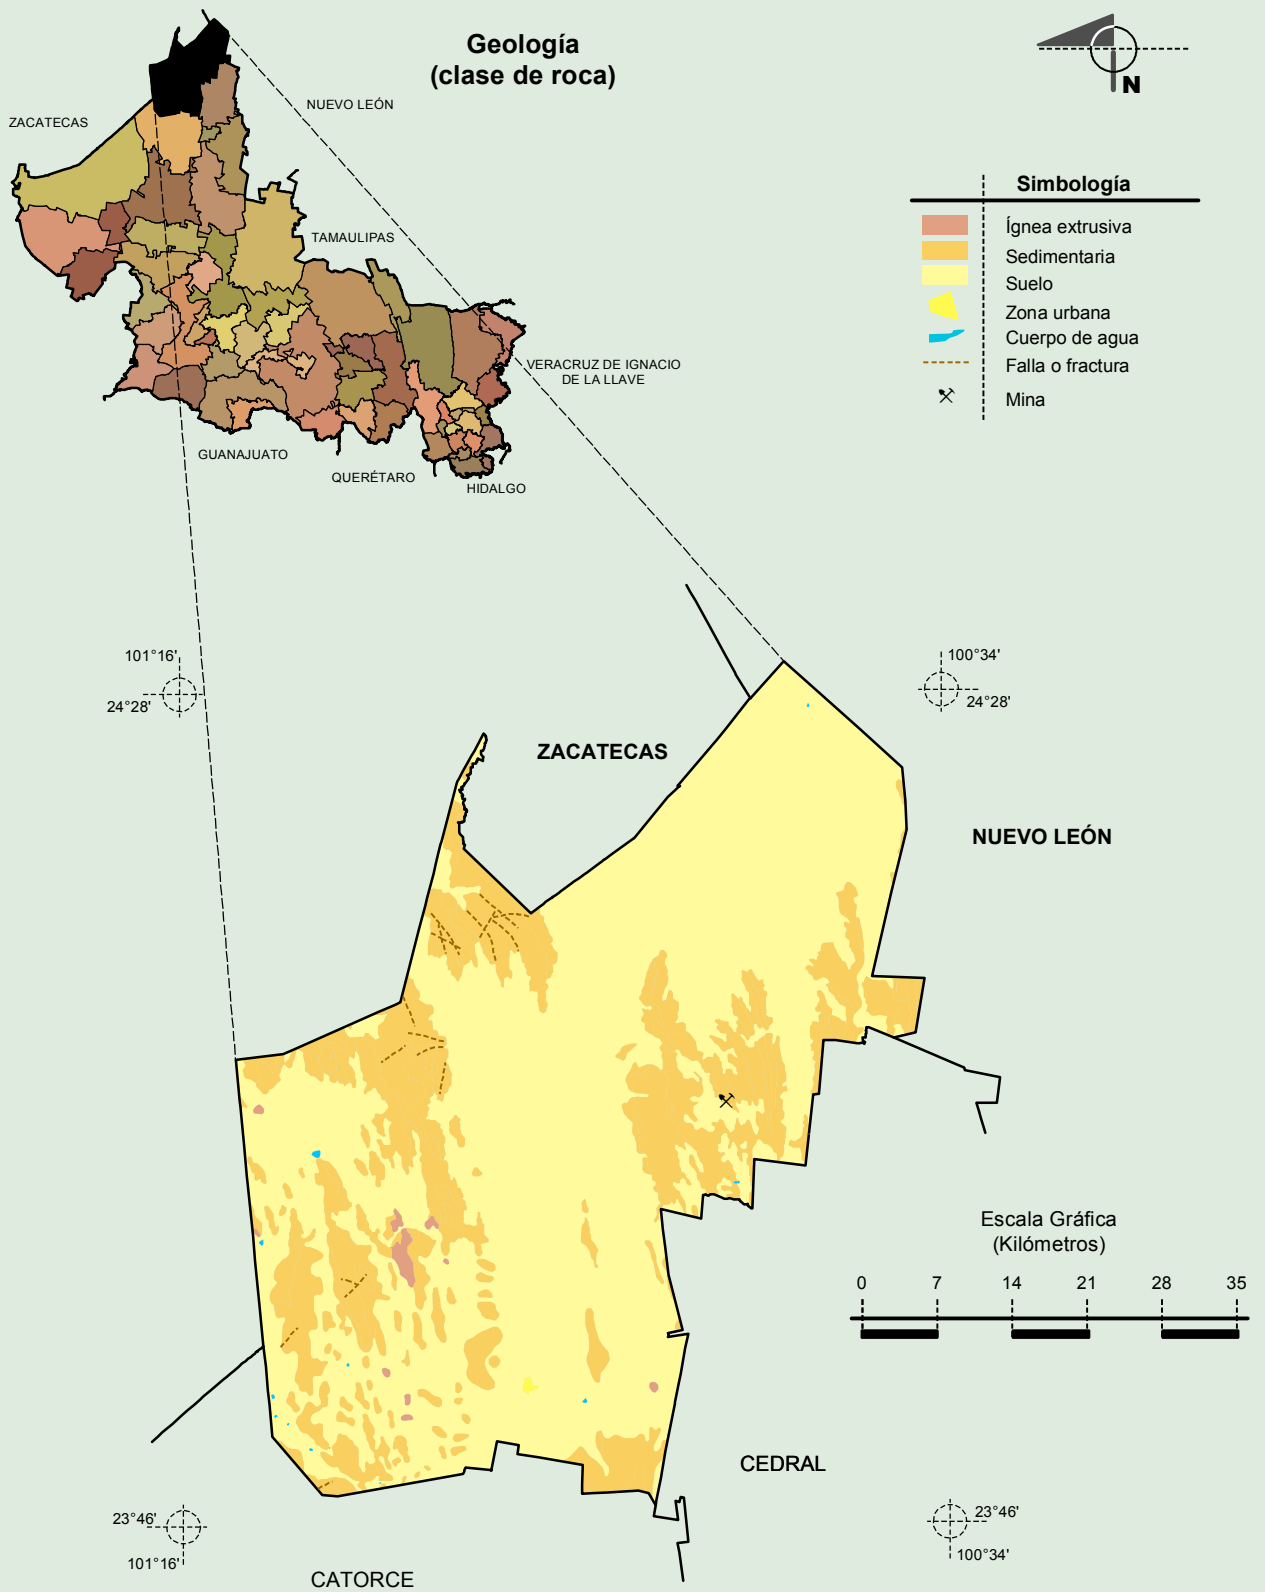 Geología
(clase de roca)
N
NUEVO LEÓN
ZACATECAS
TAMAULIPAS
VERACRUZ DE IGNACIO
DE LA LLAVE
GUANAJUATO
QUERÉTARO
HIDALGO
Simbología
Ígnea extrusiva
Sedimentaria
Suelo
Zona urbana
Cuerpo de agua
Falla o fractura
Mina
101°16'
24°28'
100°34'
24°28'
ZACATECAS
NUEVO LEÓN
Escala Gráfica
(Kilómetros)
0 7 14 21 28 35
CEDRAL
23°46'
101°16'
23°46'
100°34'
CATORCE